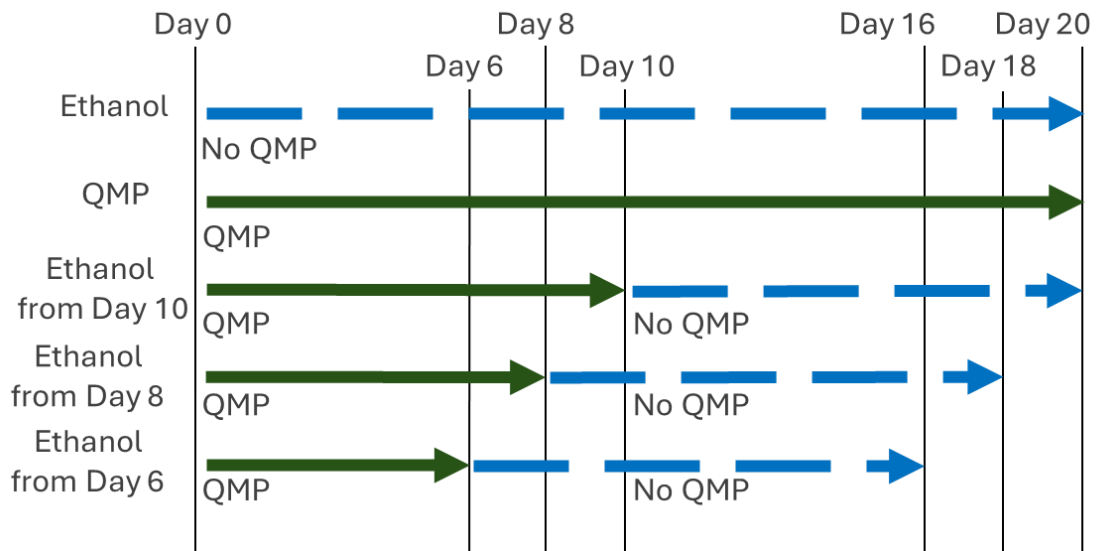 Day 0
Day 8
Day 16
Day 20
Day 6
Day 10
Day 18
Ethanol
No QMP
QMP
QMP
Ethanol
from Day 10
QMP
No QMP
Ethanol
from Day 8
QMP
No QMP
Ethanol
from Day 6
QMP
No QMP